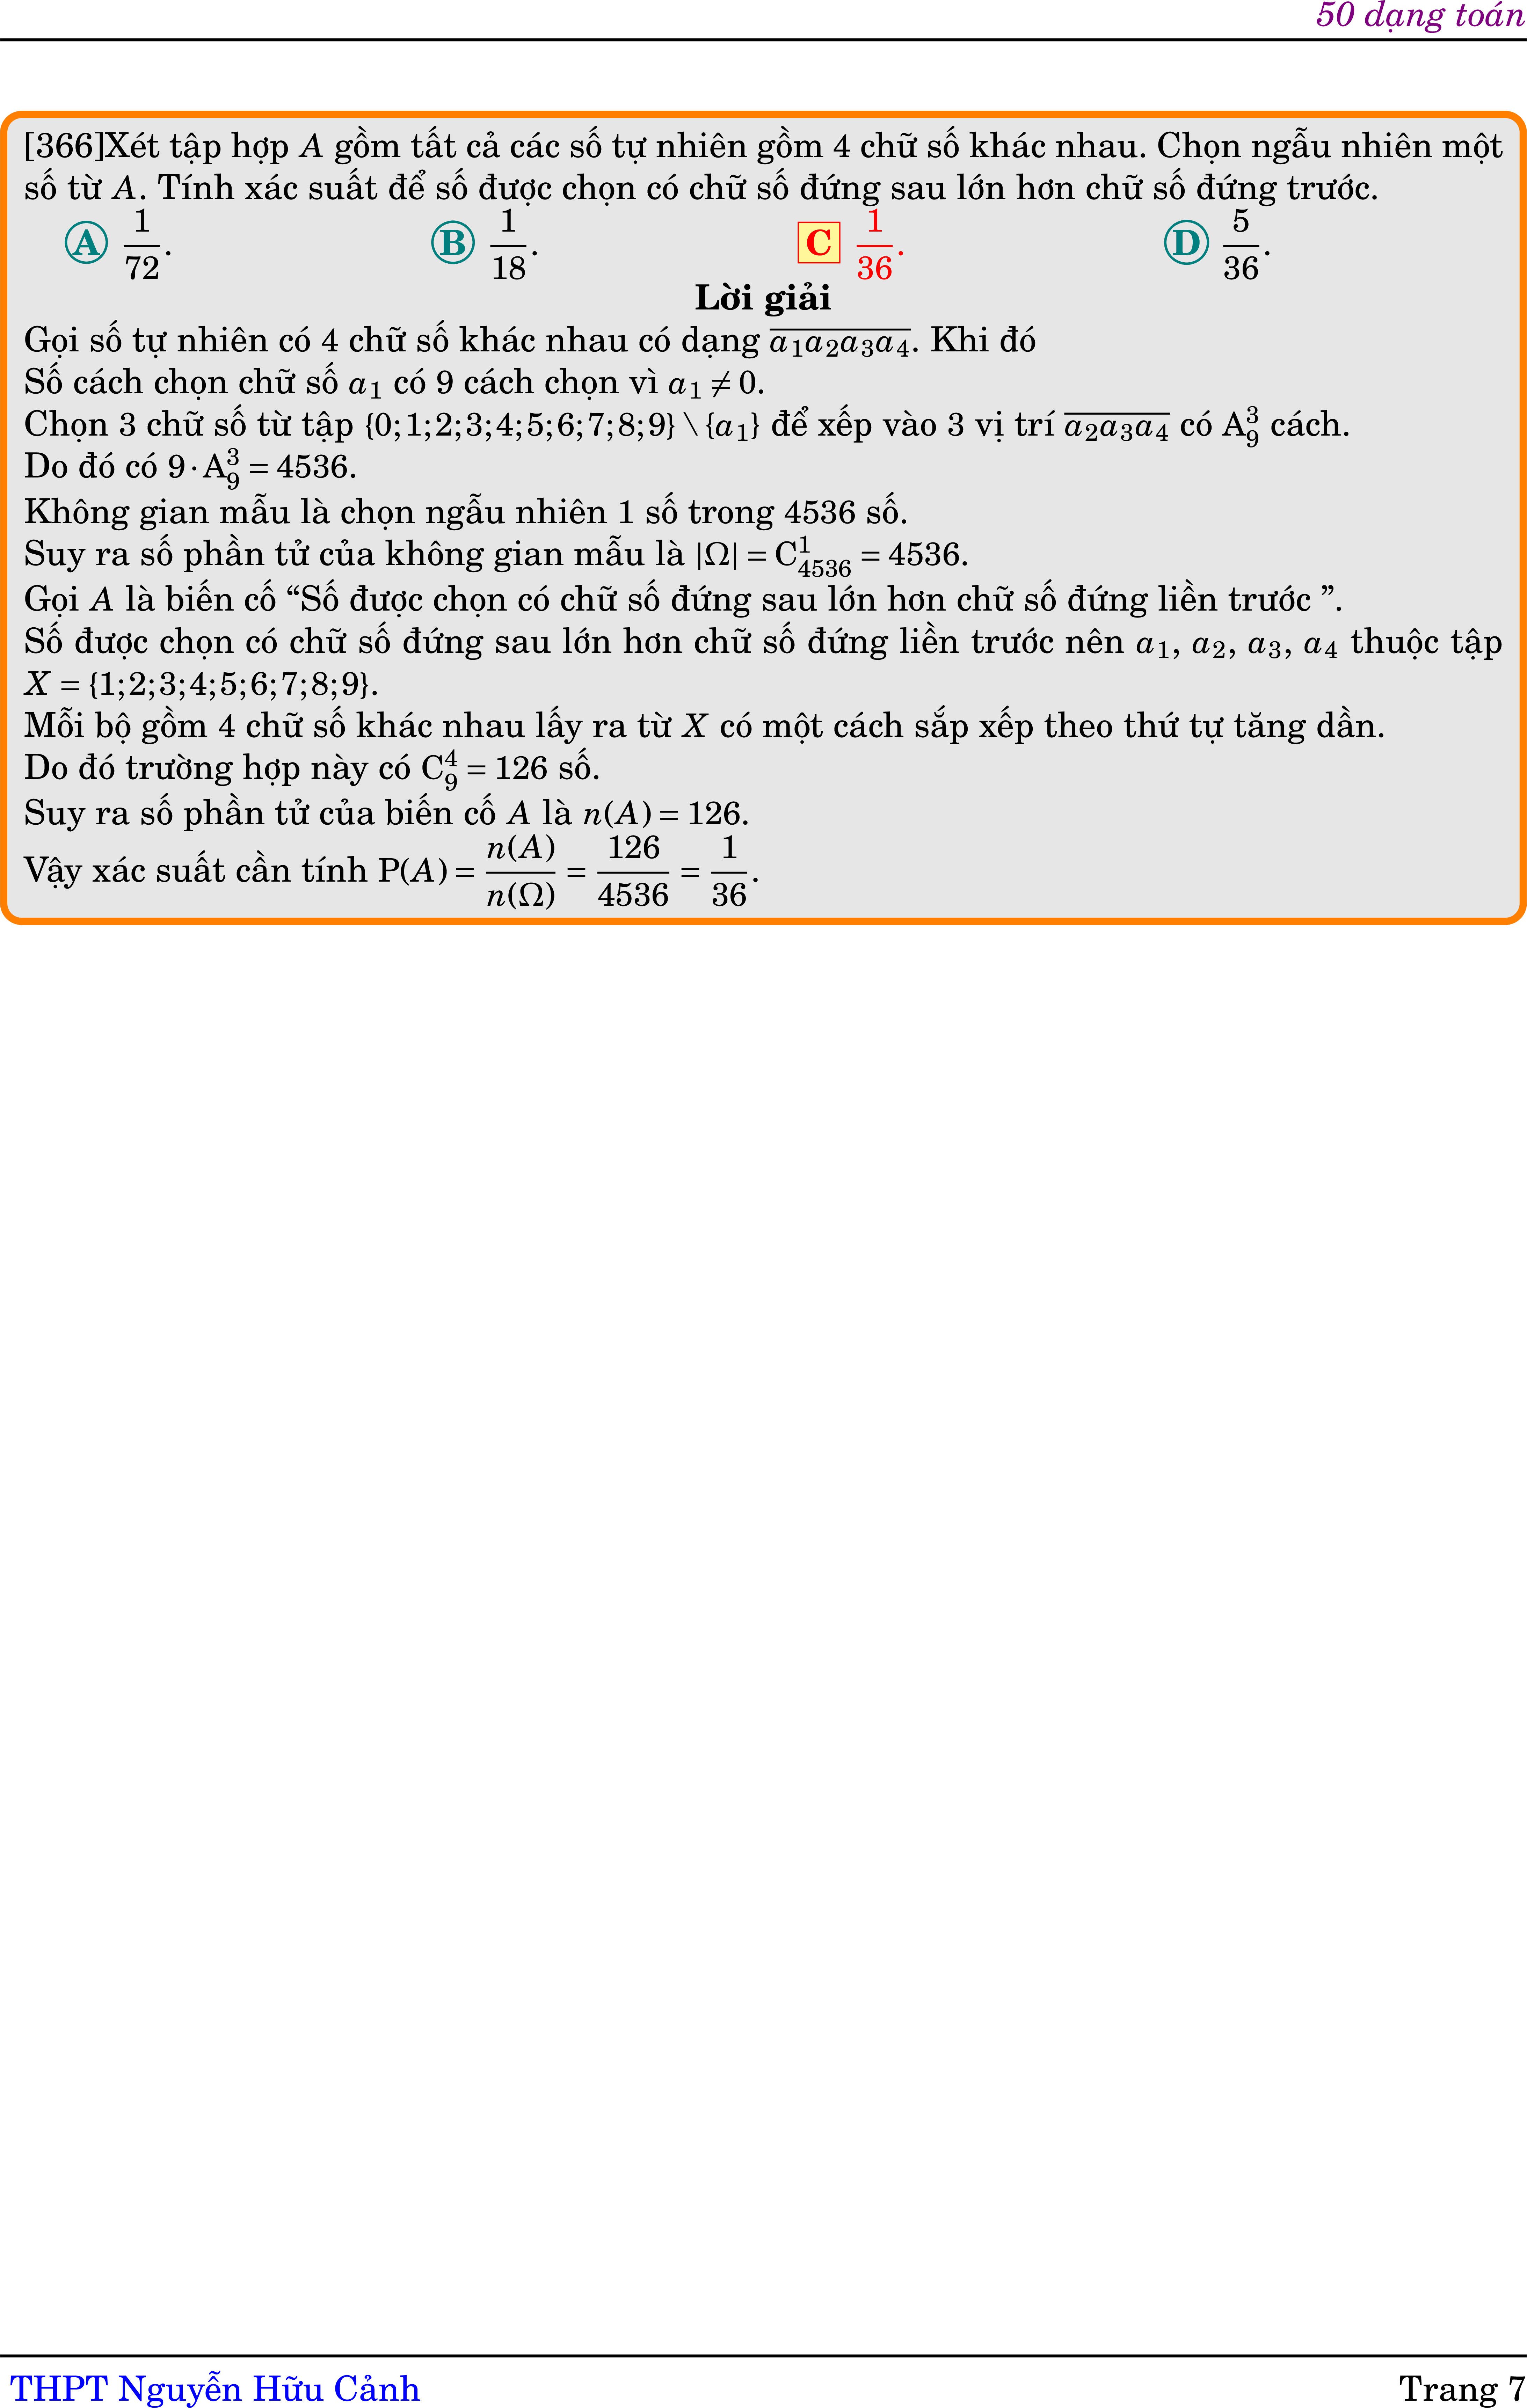 50 dạng toán
[366]Xét tập hợp A gồm tất cả các số tự nhiên gồm 4 chữ số khác nhau. Chọn ngẫu nhiên một
số từ A. Tính xác suất để số được chọn có chữ số đứng sau lớn hơn chữ số đứng trước.
A $\frac{1}{72}$. B $\frac{1}{18}$. C $\frac{1}{36}$. D $\frac{5}{36}$.
Lời giải
Gọi số tự nhiên có 4 chữ số khác nhau có dạng $\overline{a_1a_2a_3a_4}$. Khi đó
Số cách chọn chữ số $a_1$ có 9 cách chọn vì $a_1 \neq 0$.
Chọn 3 chữ số từ tập {0;1;2;3;4;5;6;7;8;9} \ {$a_1$} để xếp vào 3 vị trí $\overline{a_2a_3a_4}$ có $A_9^3$ cách.
Do đó có $9 \cdot A_9^3 = 4536$.
Không gian mẫu là chọn ngẫu nhiên 1 số trong 4536 số.
Suy ra số phần tử của không gian mẫu là $|\Omega| = C_{4536}^1 = 4536$.
Gọi A là biến cố “Số được chọn có chữ số đứng sau lớn hơn chữ số đứng liền trước ”.
Số được chọn có chữ số đứng sau lớn hơn chữ số đứng liền trước nên $a_1$, $a_2$, $a_3$, $a_4$ thuộc tập
X = {1;2;3;4;5;6;7;8;9}.
Mỗi bộ gồm 4 chữ số khác nhau lấy ra từ X có một cách sắp xếp theo thứ tự tăng dần.
Do đó trường hợp này có $C_9^4 = 126$ số.
Suy ra số phần tử của biến cố A là n(A) = 126.
Vậy xác suất cần tính $P(A) = \frac{n(A)}{n(\Omega)} = \frac{126}{4536} = \frac{1}{36}$.
THPT Nguyễn Hữu Cảnh Trang 7